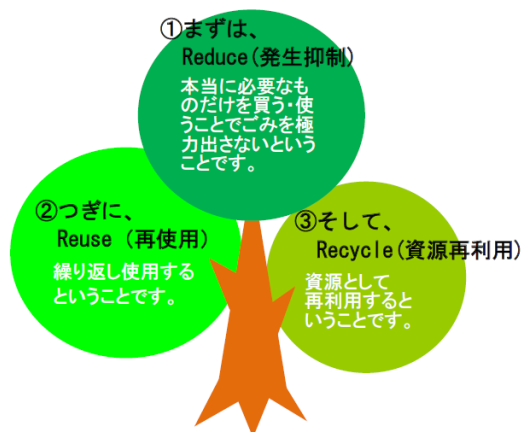 ①まずは、
Reduce(発生抑制)
本当に必要なも
のだけを買う・使
うことでごみを極
力出さないという
ことです。
②つぎに、
Reuse (再使用)
繰り返し使用する
ということです。
③そして、
Recycle(資源再利用)
資源として
再利用すると
いうことです。